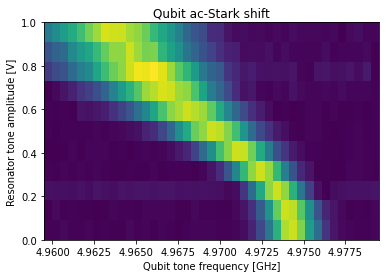 Qubit ac-Stark shift
Resonator tone amplitude [V]
1.0
0.8
0.6
0.4
0.2
0.0
4.9600 4.9625 4.9650 4.9675 4.9700 4.9725 4.9750 4.9775
Qubit tone frequency [GHz]